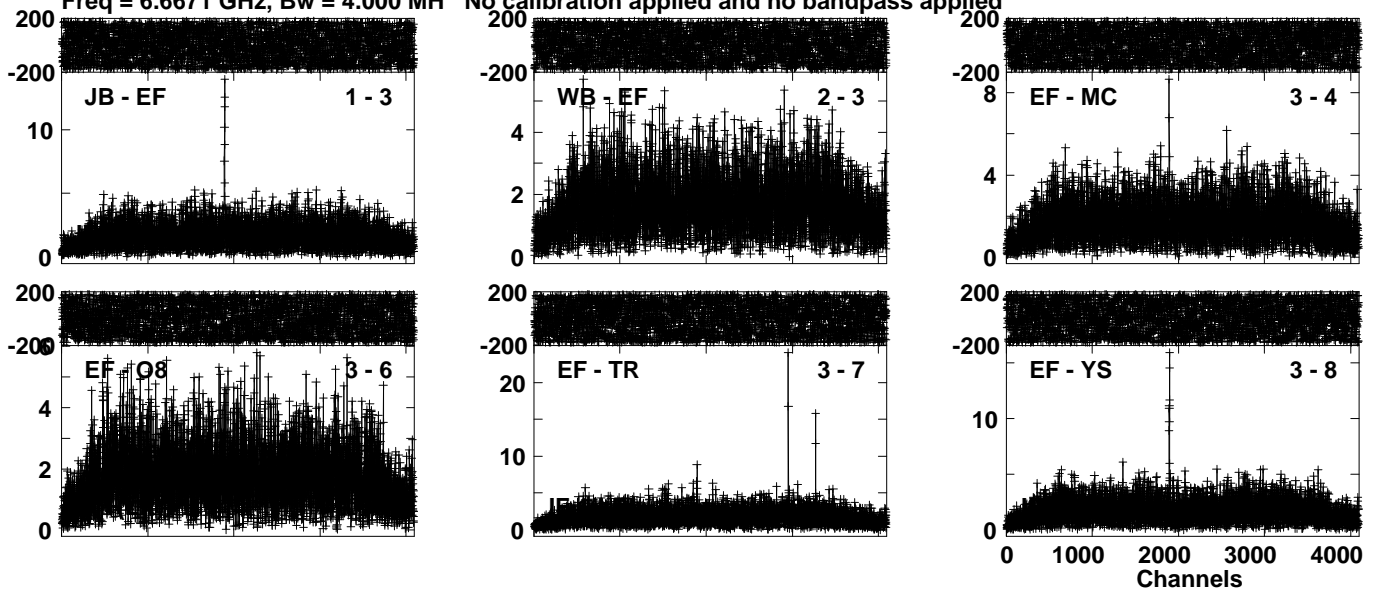 Freq = 6.6671 GHz, Bw = 4.000 MH No calibration applied and no bandpass applied
200 200 200
-200 -200 -200
JB - EF 1 - 3 WB - EF 2 - 3 EF - MC 3 - 4
10 4 8
2 4
0 0 0
200 200 200
-200 -200 -200
6
EF - O8 3 - 6 EF - TR 3 - 7 EF - YS 3 - 8
4 20 10
2 10
IF
0 0 0
0 1000 2000 3000 4000
Channels